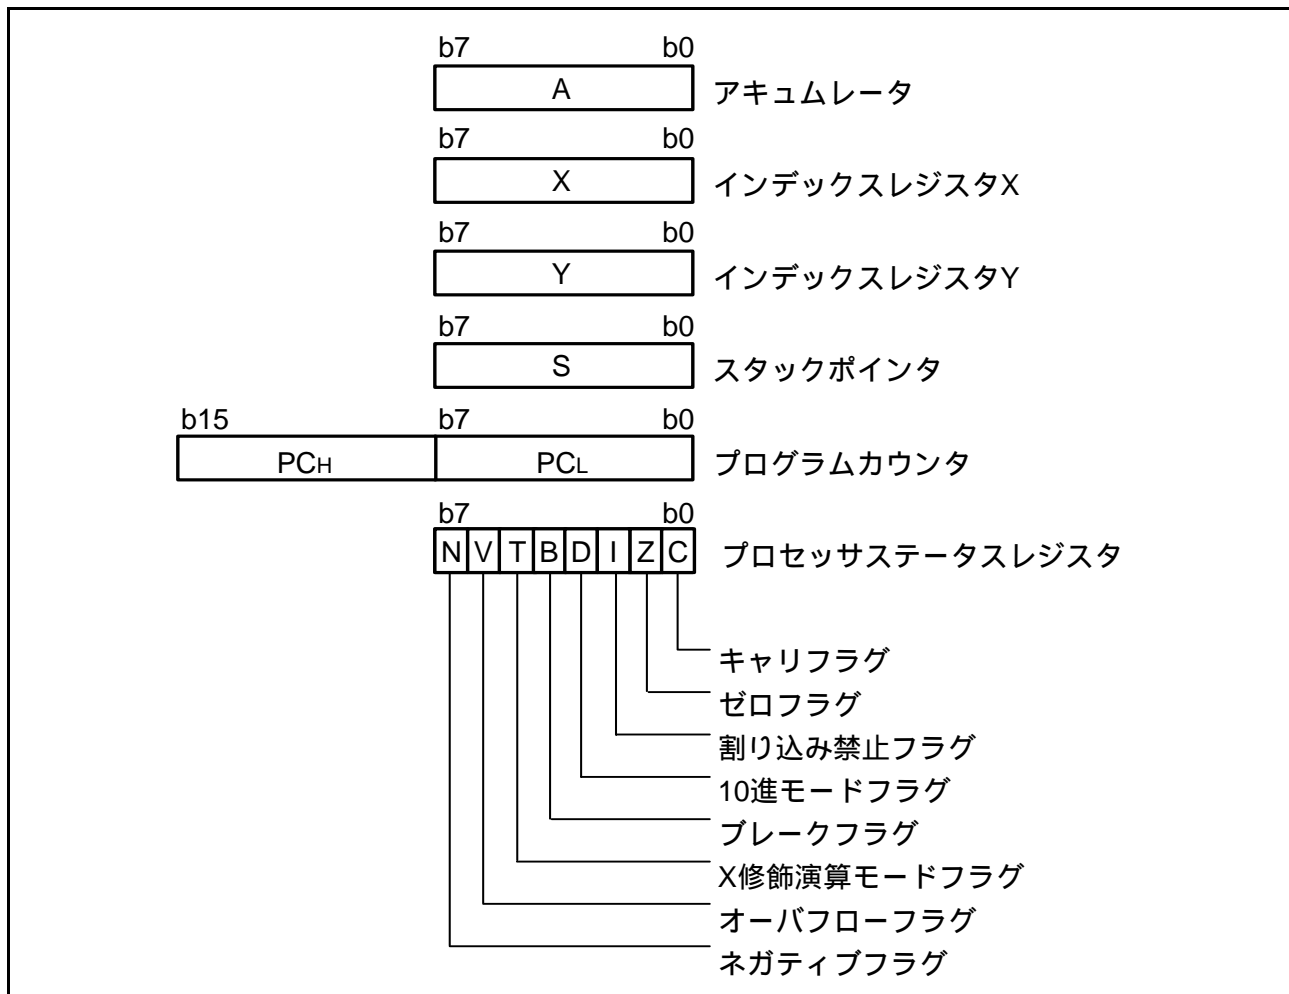 b7 b0
A アキュムレータ
b7 b0
X インデックスレジスタX
b7 b0
Y インデックスレジスタY
b7 b0
S スタックポインタ
b15 b7 b0
PCH PCL プログラムカウンタ
b7 b0
N V T B D I Z C プロセッサステータスレジスタ
キャリフラグ
ゼロフラグ
割り込み禁止フラグ
10進モードフラグ
ブレークフラグ
X修飾演算モードフラグ
オーバフローフラグ
ネガティブフラグ